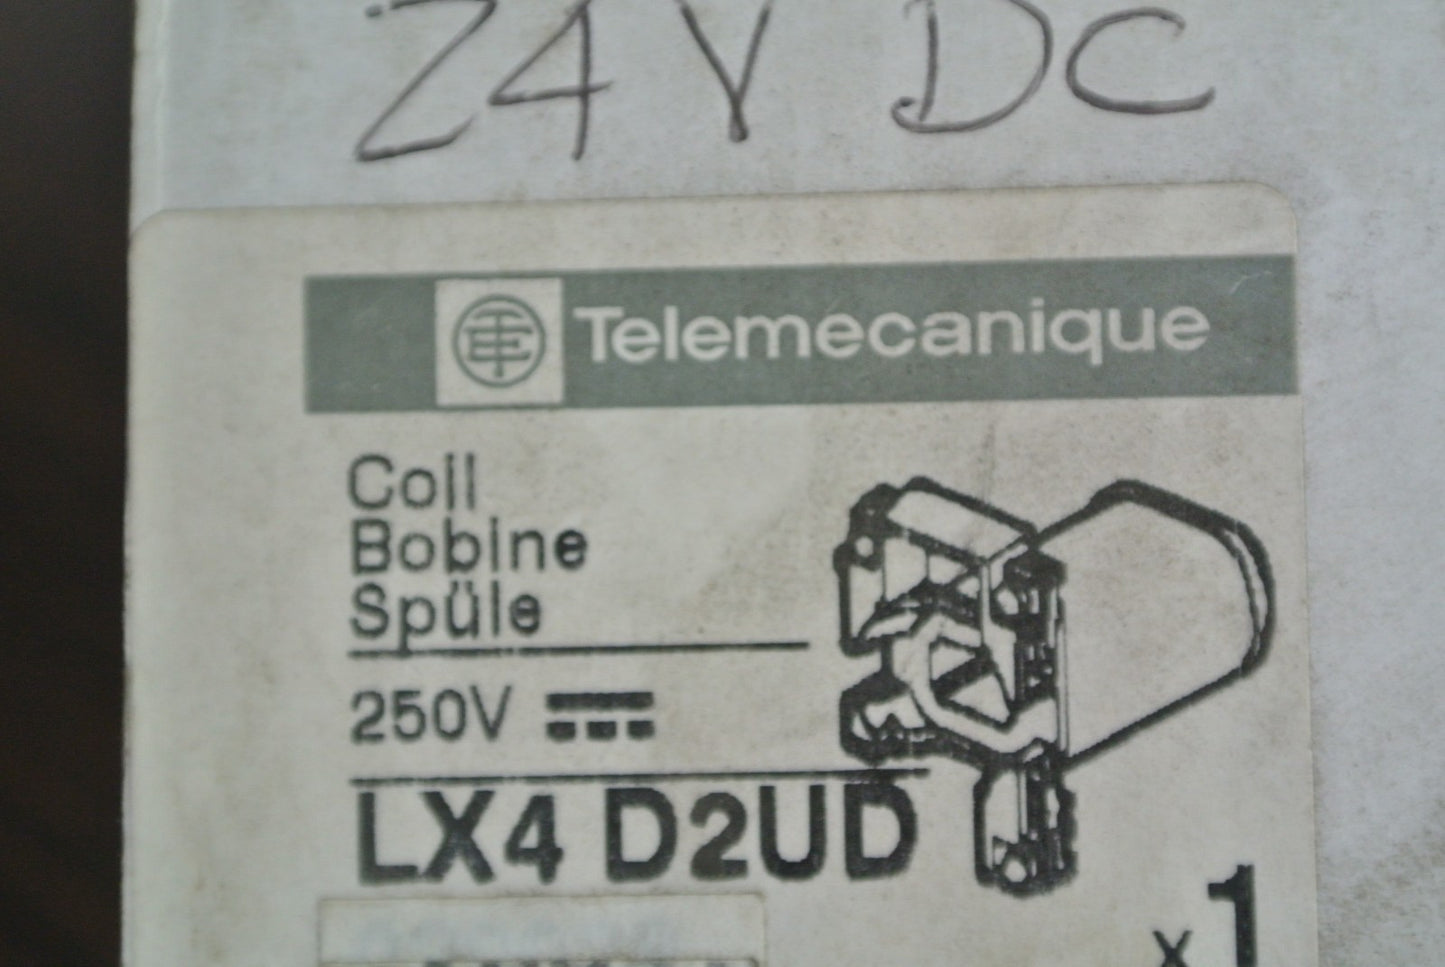 24V DC
Telemecanique
Coil
Bobine
Spüle
250V
LX4 D2UD
x1